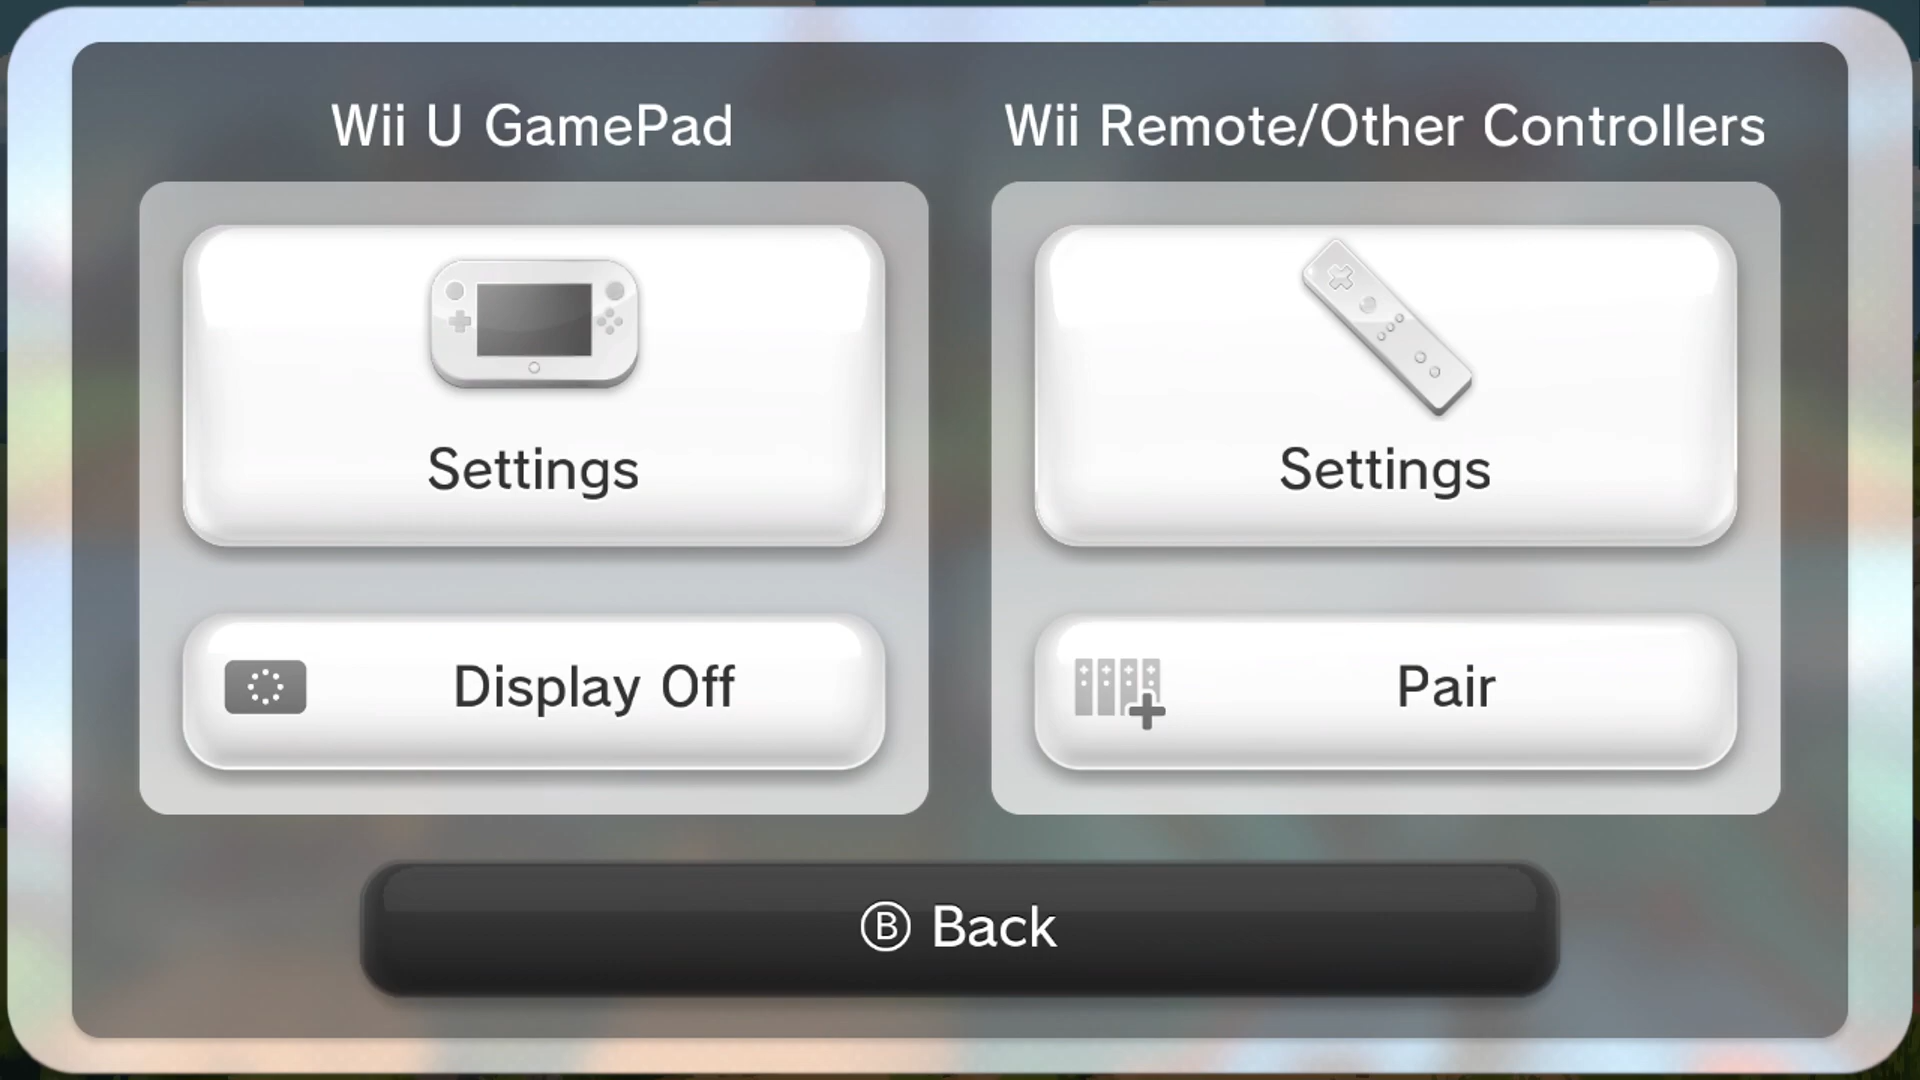 Wii U GamePad
Settings
Display Off
Wii Remote/Other Controllers
Settings
Pair
Ⓑ Back